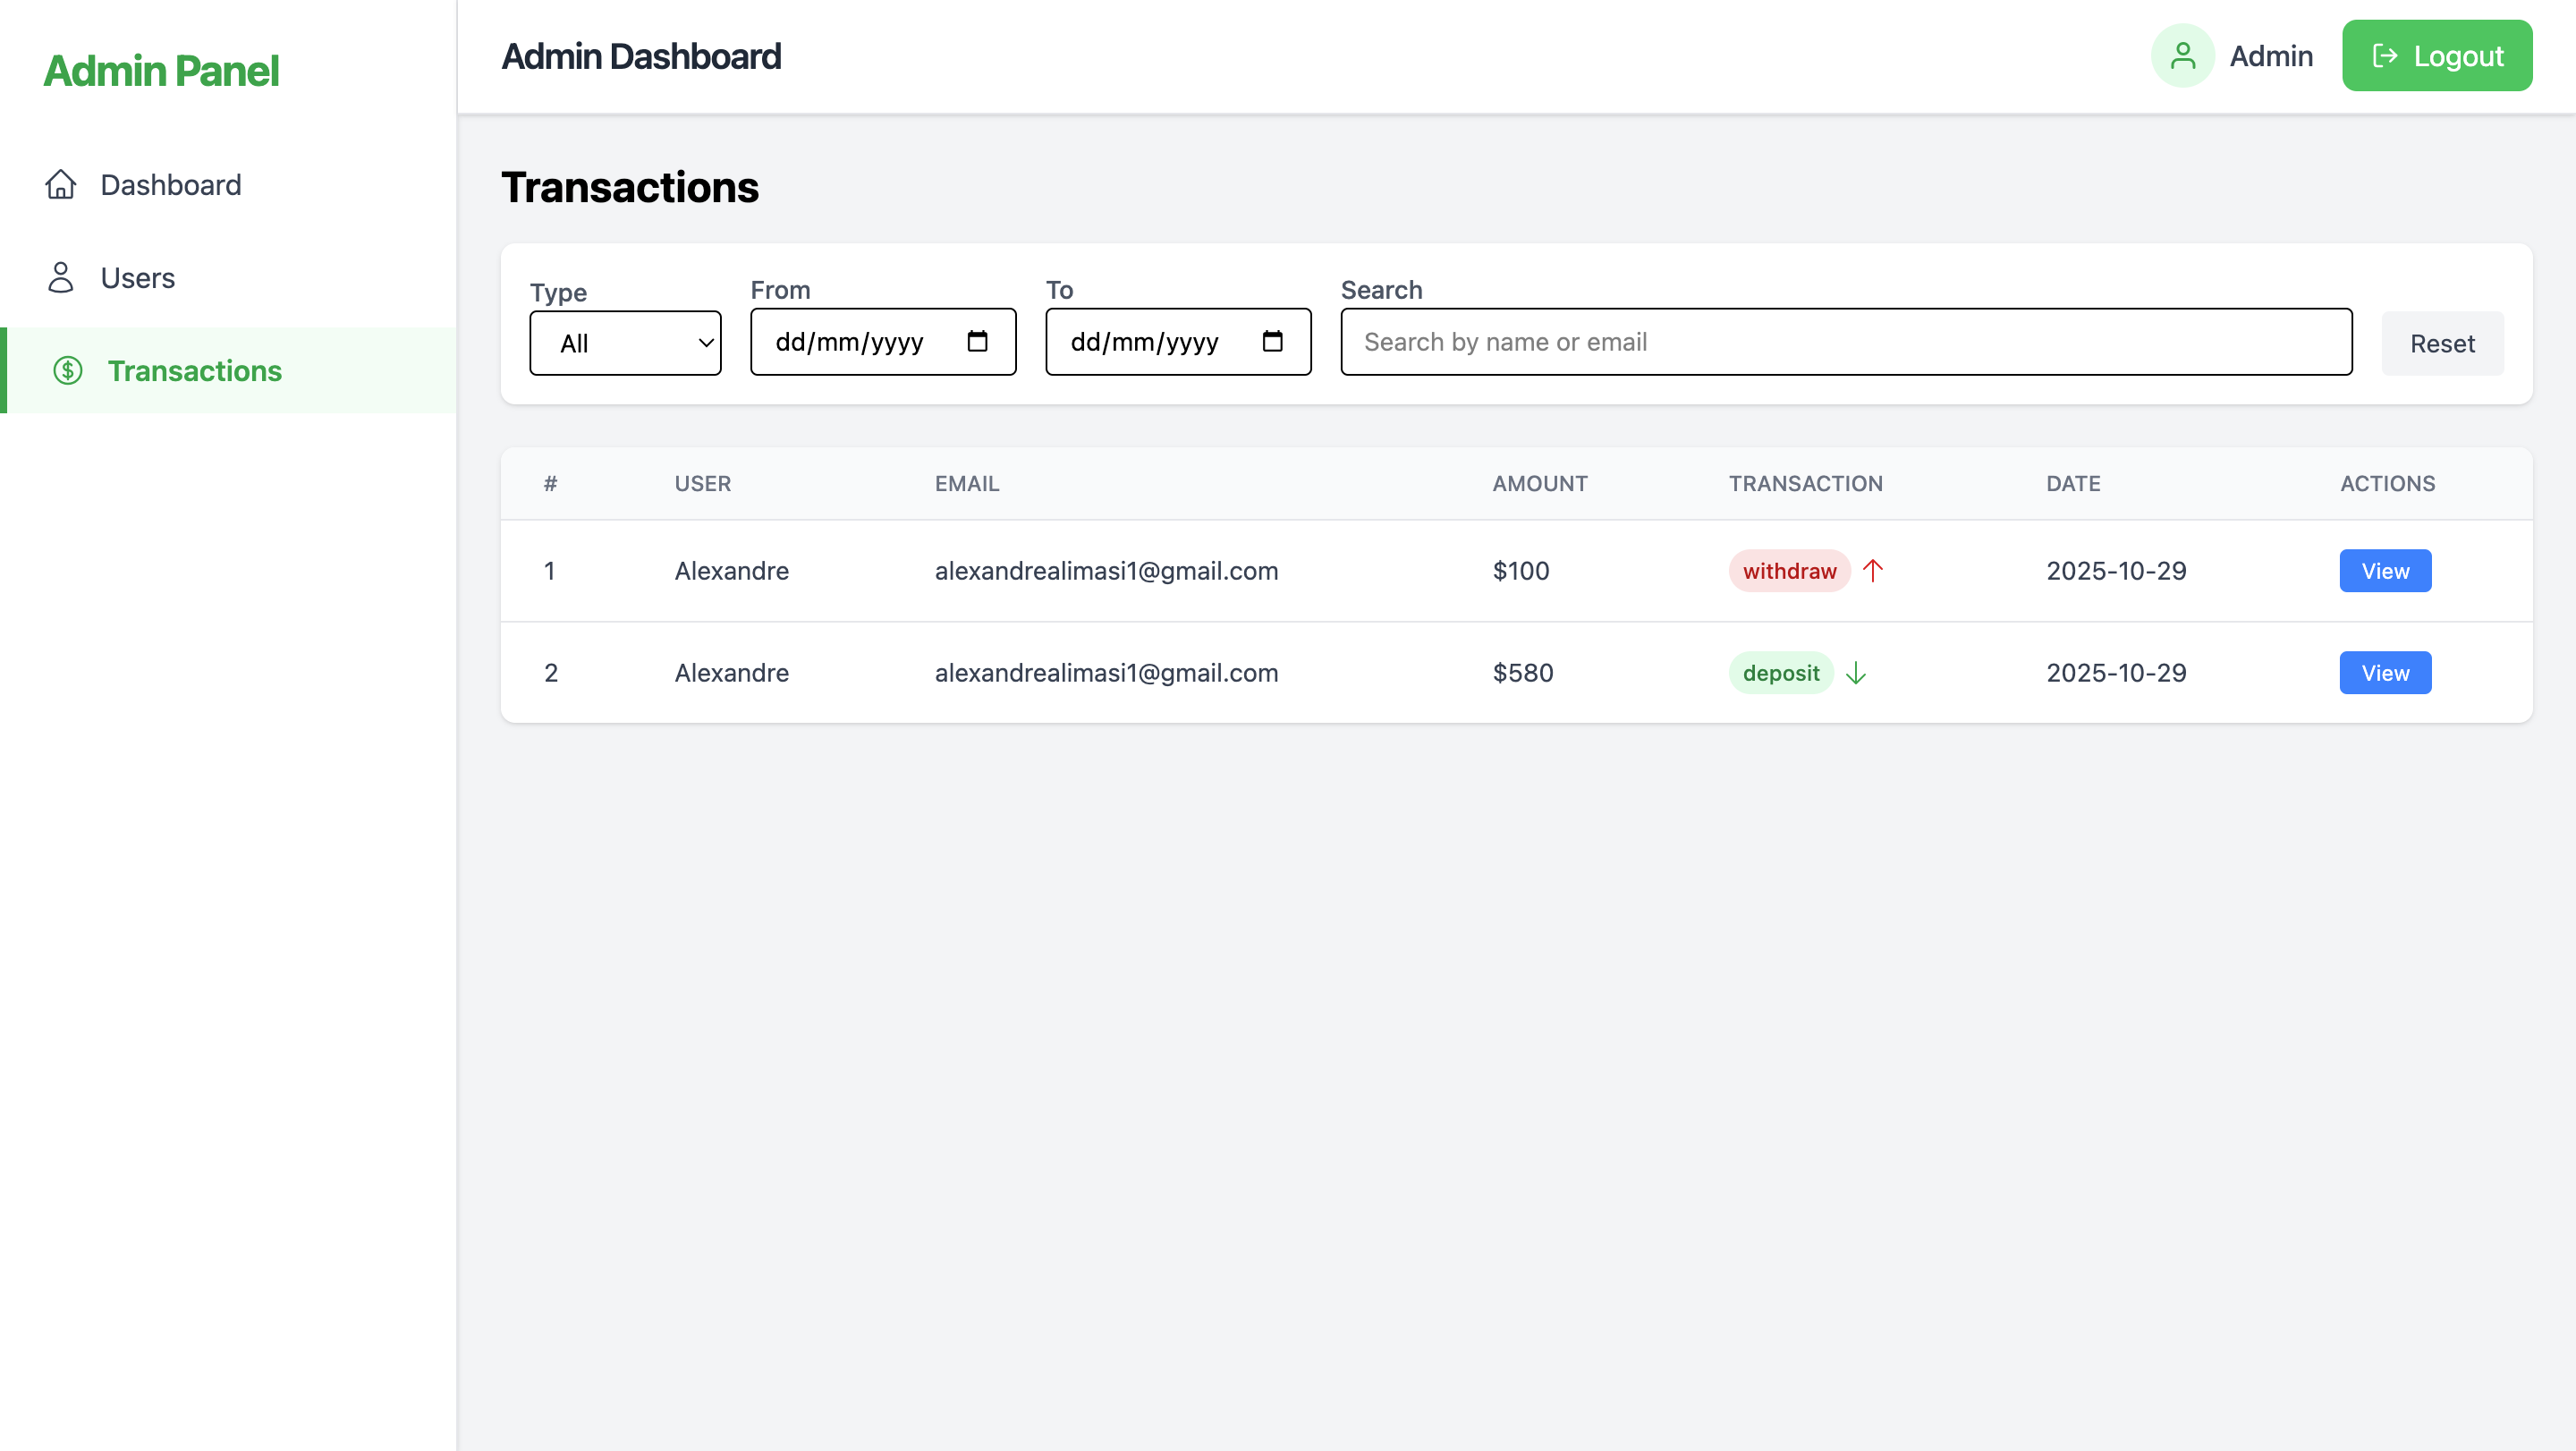 Admin Panel
Dashboard
Users
Transactions
Admin Dashboard
Admin
Logout
Transactions
Type
From
To
Search
All
dd/mm/yyyy
dd/mm/yyyy
Search by name or email
Reset
# USER EMAIL AMOUNT TRANSACTION DATE ACTIONS
1 Alexandre alexandrealimasi1@gmail.com $100 withdraw 2025-10-29 View
2 Alexandre alexandrealimasi1@gmail.com $580 deposit 2025-10-29 View